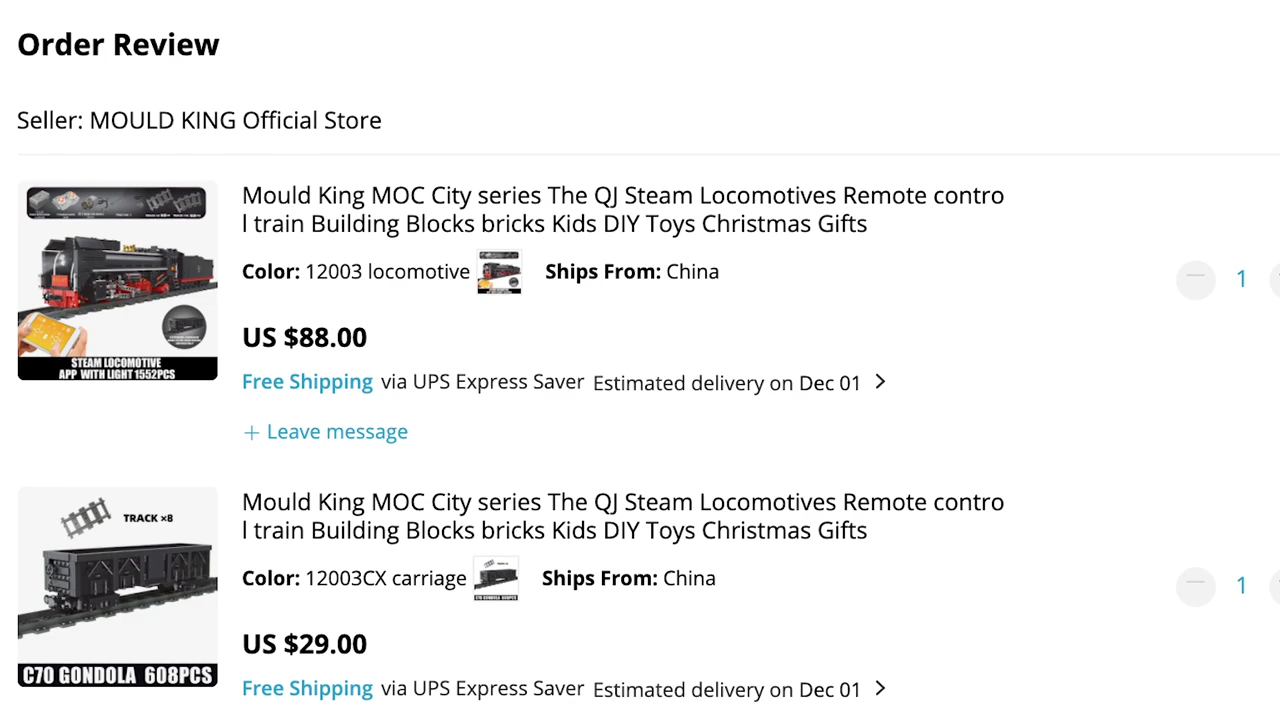 Order Review
Seller: MOULD KING Official Store
Mould King MOC City series The QJ Steam Locomotives Remote contro
l train Building Blocks bricks Kids DIY Toys Christmas Gifts
Color: 12003 locomotive Ships From: China
1
US $88.00
STEAM LOCOMOTIVE
APP WITH LIGHT 1552PCS
Free Shipping via UPS Express Saver Estimated delivery on Dec 01
+ Leave message
Mould King MOC City series The QJ Steam Locomotives Remote contro
l train Building Blocks bricks Kids DIY Toys Christmas Gifts
TRACK ×8
Color: 12003CX carriage Ships From: China
1
US $29.00
C70 GONDOLA 608PCS
Free Shipping via UPS Express Saver Estimated delivery on Dec 01